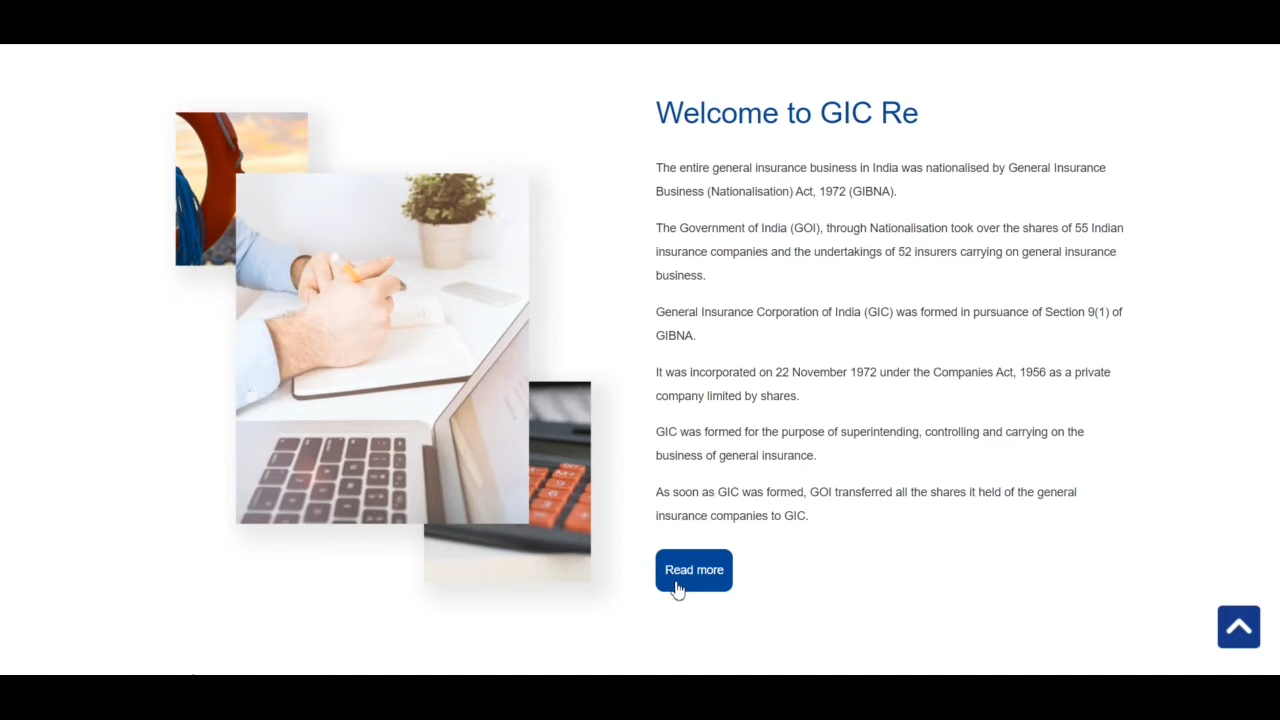 Welcome to GIC Re
The entire general insurance business in India was nationalised by General Insurance
Business (Nationalisation) Act, 1972 (GIBNA).
The Government of India (GOI), through Nationalisation took over the shares of 55 Indian
insurance companies and the undertakings of 52 insurers carrying on general insurance
business.
General Insurance Corporation of India (GIC) was formed in pursuance of Section 9(1) of
GIBNA.
It was incorporated on 22 November 1972 under the Companies Act, 1956 as a private
company limited by shares.
GIC was formed for the purpose of superintending, controlling and carrying on the
business of general insurance.
As soon as GIC was formed, GOI transferred all the shares it held of the general
insurance companies to GIC.
Read more